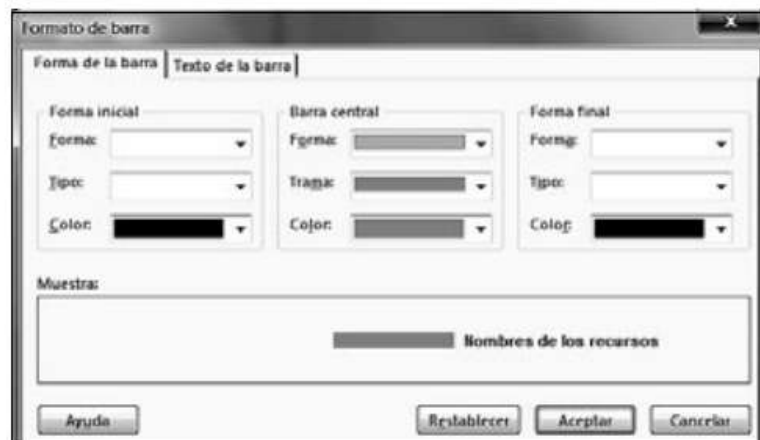 Formato de barra
x
Forma de la barra Texto de la barra
Forma inicial Barra central Forma final
Forma: Forma: Forma:
Tipo: Trama: Tipo:
Color: Color: Color:
Muestra:
Nombres de los recursos
Ayuda Restablecer Aceptar Cancelar